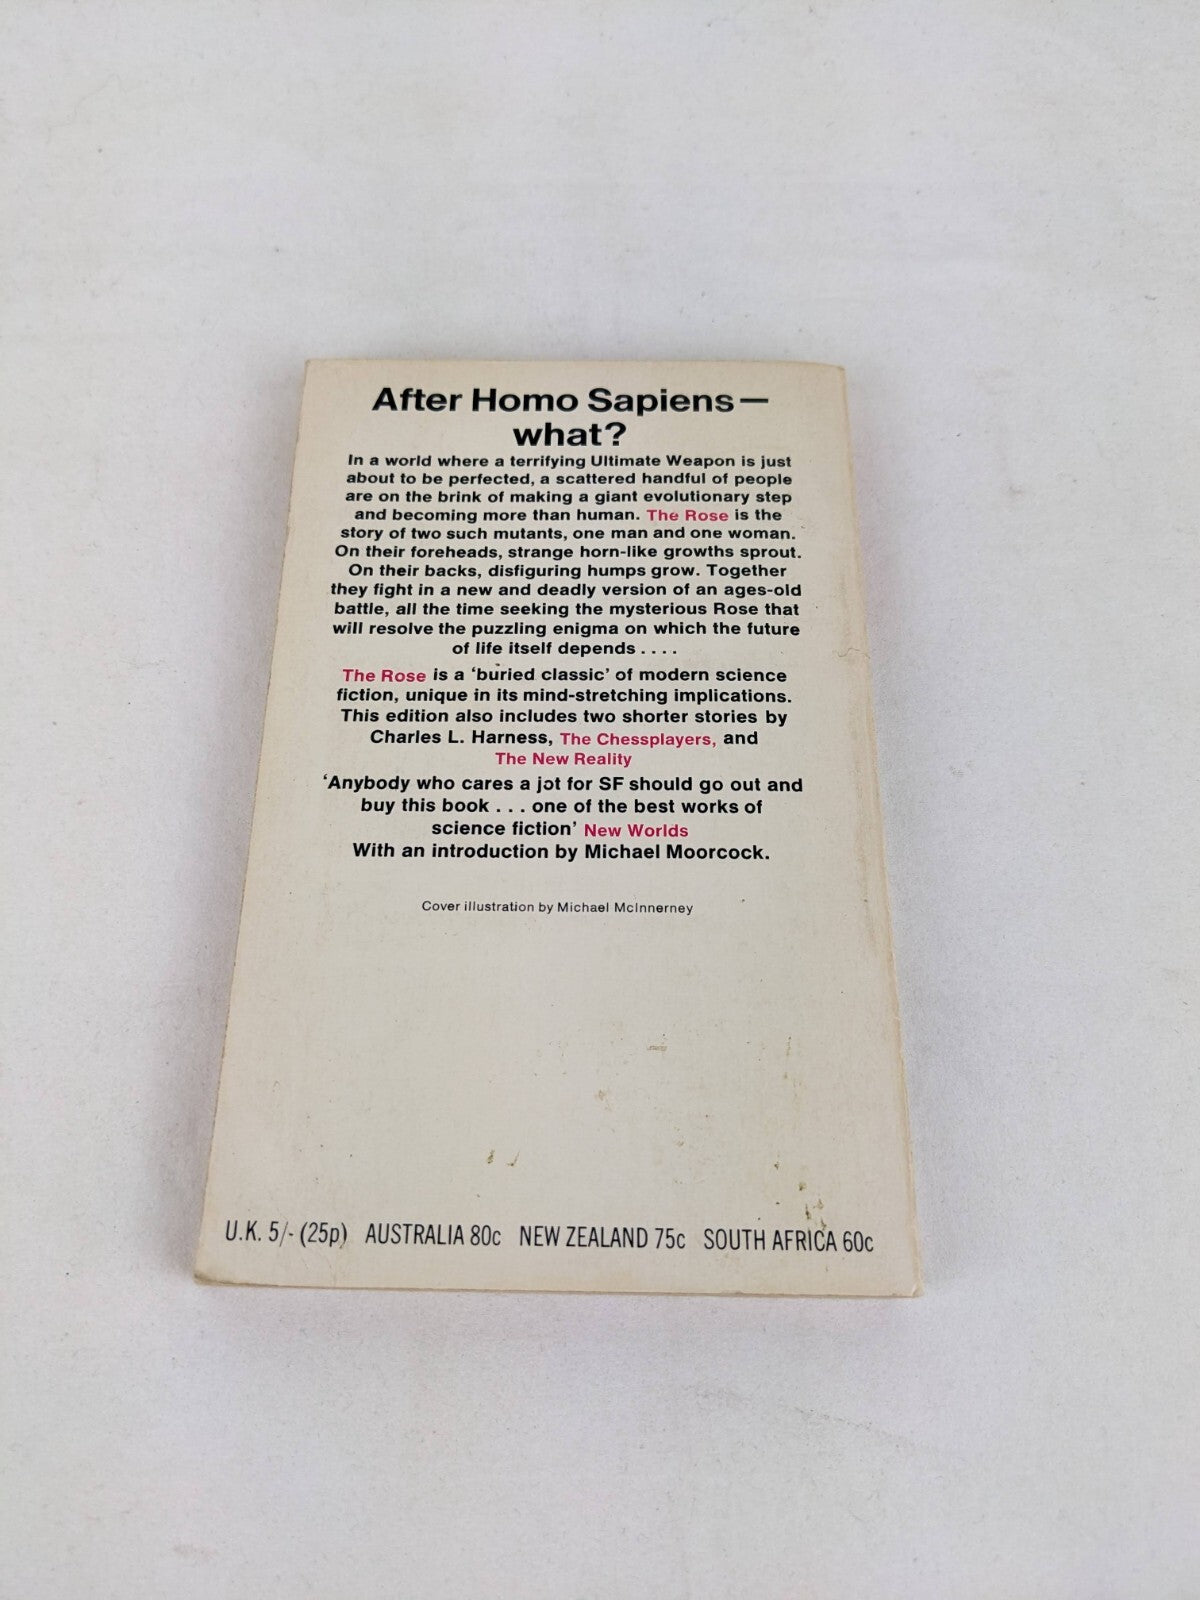 After Homo Sapiens—
what?
In a world where a terrifying Ultimate Weapon is just
about to be perfected, a scattered handful of people
are on the brink of making a giant evolutionary step
and becoming more than human. The Rose is the
story of two such mutants, one man and one woman.
On their foreheads, strange horn-like growths sprout.
On their backs, disfiguring humps grow. Together
they fight in a new and deadly version of an ages-old
battle, all the time seeking the mysterious Rose that
will resolve the puzzling enigma on which the future
of life itself depends . . . .
The Rose is a ‘buried classic’ of modern science
fiction, unique in its mind-stretching implications.
This edition also includes two shorter stories by
Charles L. Harness, The Chessplayers, and
The New Reality
‘Anybody who cares a jot for SF should go out and
buy this book . . . one of the best works of
science fiction’ New Worlds
With an introduction by Michael Moorcock.
Cover illustration by Michael McInnerney
U.K. 5/- (25p) AUSTRALIA 80c NEW ZEALAND 75c SOUTH AFRICA 60c